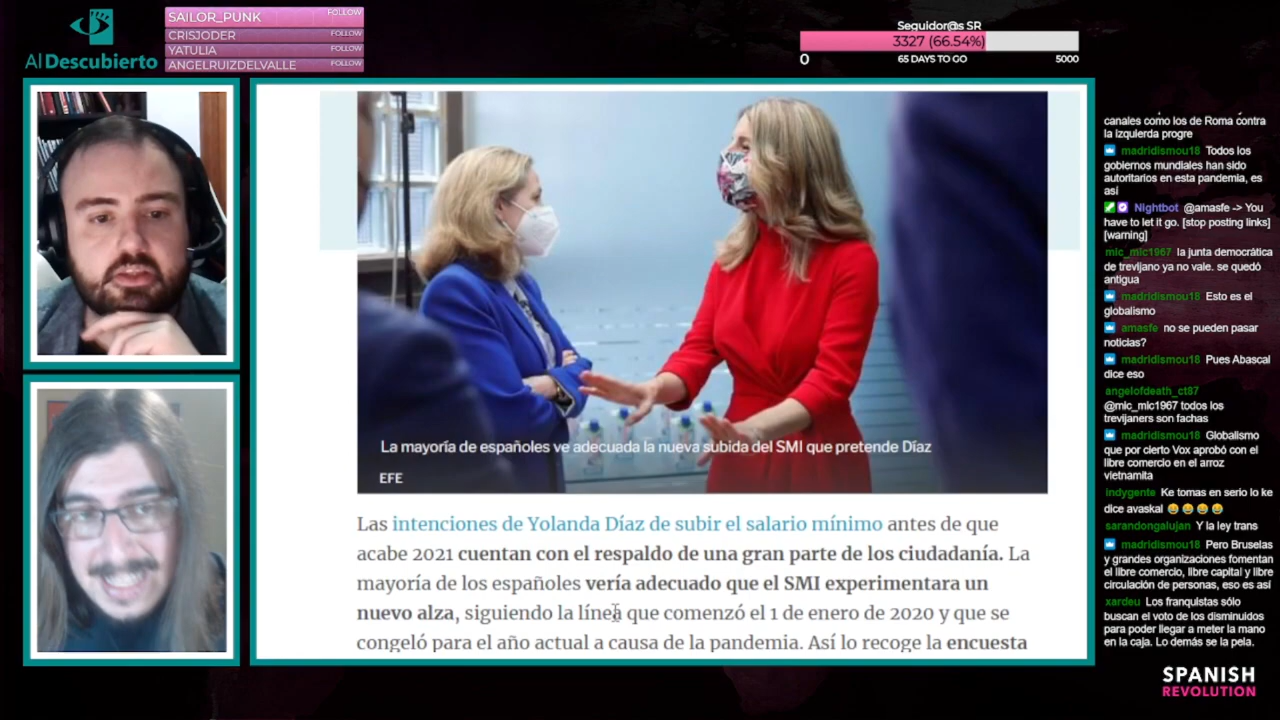 Al Descubierto
SAILOR_PUNK FOLLOW
CRISJODER FOLLOW
YATULIA FOLLOW
ANGELRUIZDELVALLE FOLLOW
Seguidor@s SR
3327 (66.54%)
0 65 DAYS TO GO 5000
La mayoría de españoles ve adecuada la nueva subida del SMI que pretende Díaz
EFE
Las intenciones de Yolanda Díaz de subir el salario mínimo antes de que
acabe 2021 cuentan con el respaldo de una gran parte de los ciudadanía. La
mayoría de los españoles vería adecuado que el SMI experimentara un
nuevo alza, siguiendo la línea que comenzó el 1 de enero de 2020 y que se
congeló para el año actual a causa de la pandemia. Así lo recoge la encuesta
canales como los de Roma contra
la izquierda progre
madridismou18 Todos los
gobiernos mundiales han sido
autoritarios en esta pandemia, es
así
Nightbot @amasfe -> You
have to let it go. [stop posting links]
[warning]
mic_mic1967 la junta democrática
de trevijano ya no vale. se quedó
antigua
madridismou18 Esto es el
globalismo
amasfe no se pueden pasar
noticias?
madridismou18 Pues Abascal
dice eso
angelofdeath_ct87
@mic_mic1967 todos los
trevijaners son fachas
madridismou18 Globalismo
que por cierto Vox aprobó con el
libre comercio en el arroz
vietnamita
indygente Ke tomas en serio lo ke
dice avaskal 😂 😂 😂 😂
sarandongalujan Y la ley trans
madridismou18 Pero Bruselas
y grandes organizaciones fomentan
el libre comercio, libre capital y libre
circulación de personas, eso es así
xardeu Los franquistas sólo
buscan el voto de los disminuidos
para poder llegar a meter la mano
en la caja. Lo demás se la pela.
SPANISH
REVOLUTION